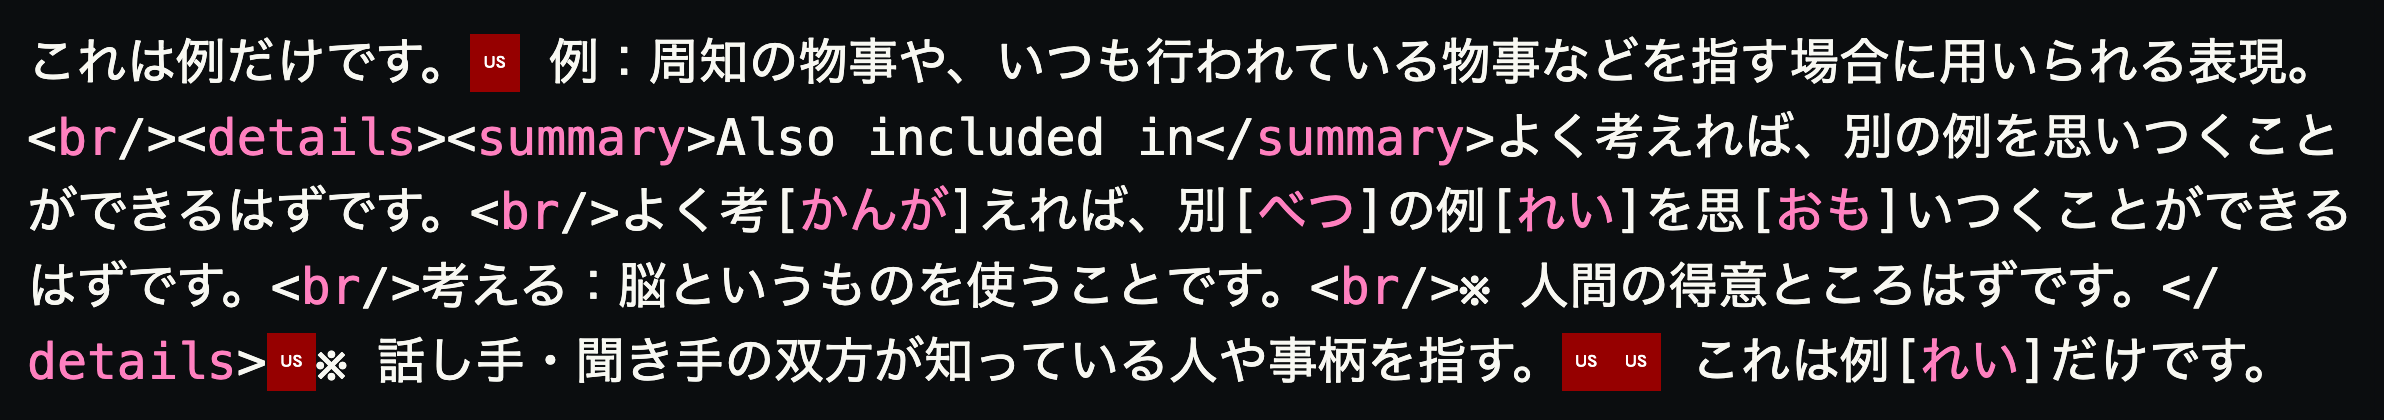 これは例だけです。US 例：周知の物事や、いつも行われている物事などを指す場合に用いられる表現。
<br/><details><summary>Also included in</summary>よく考えれば、別の例を思いつくこと
ができるはずです。<br/>よく考[かんが]えれば、別[べつ]の例[れい]を思[おも]いつくことができる
はずです。<br/>考える：脳というものを使うことです。<br/>※ 人間の得意ところはずです。</
details>US※ 話し手・聞き手の双方が知っている人や事柄を指す。US US これは例[れい]だけです。